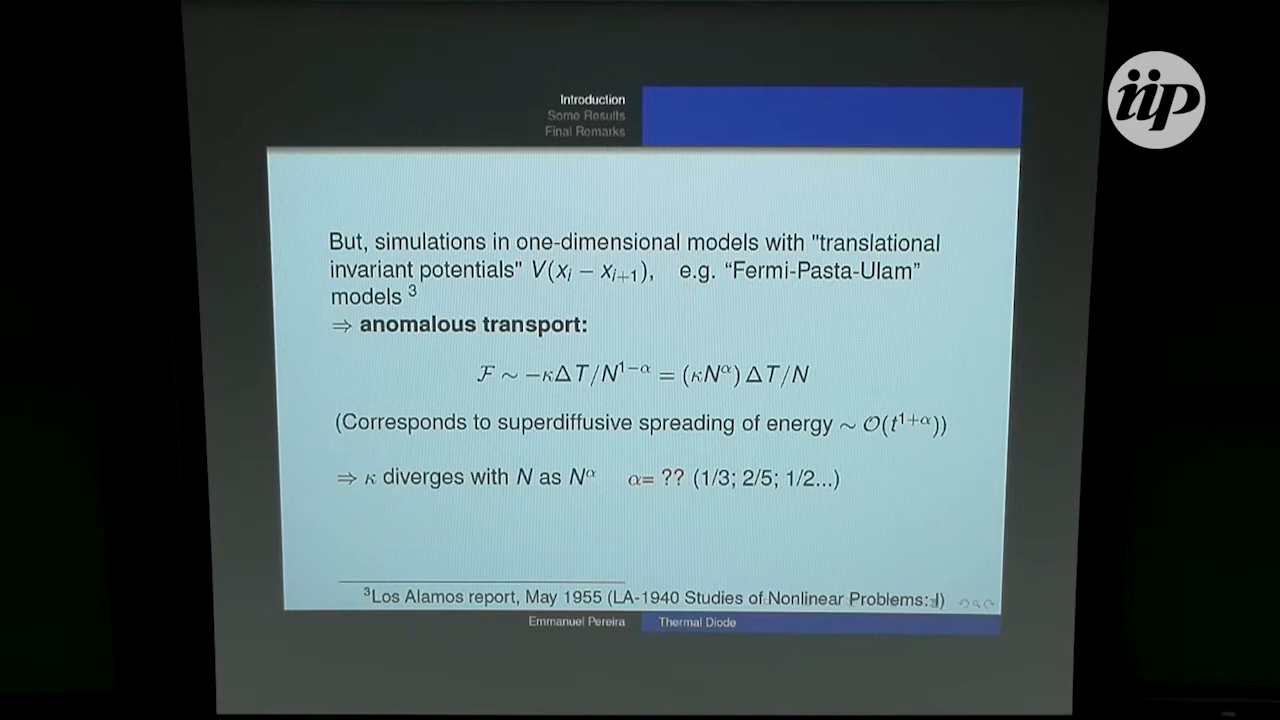 iip
Introduction
Some Results
Final Remarks
But, simulations in one-dimensional models with "translational
invariant potentials" V(xᵢ − xᵢ₊₁), e.g. “Fermi-Pasta-Ulam”
models ³
⇒ anomalous transport:
ℱ ∼ −κΔT/N¹⁻ᵅ = (κNᵅ) ΔT/N
(Corresponds to superdiffusive spreading of energy ∼ 𝒪(t¹⁺ᵅ))
⇒ κ diverges with N as Nᵅ α= ?? (1/3; 2/5; 1/2...)
³Los Alamos report, May 1955 (LA-1940 Studies of Nonlinear Problems: I)
Emmanuel Pereira Thermal Diode